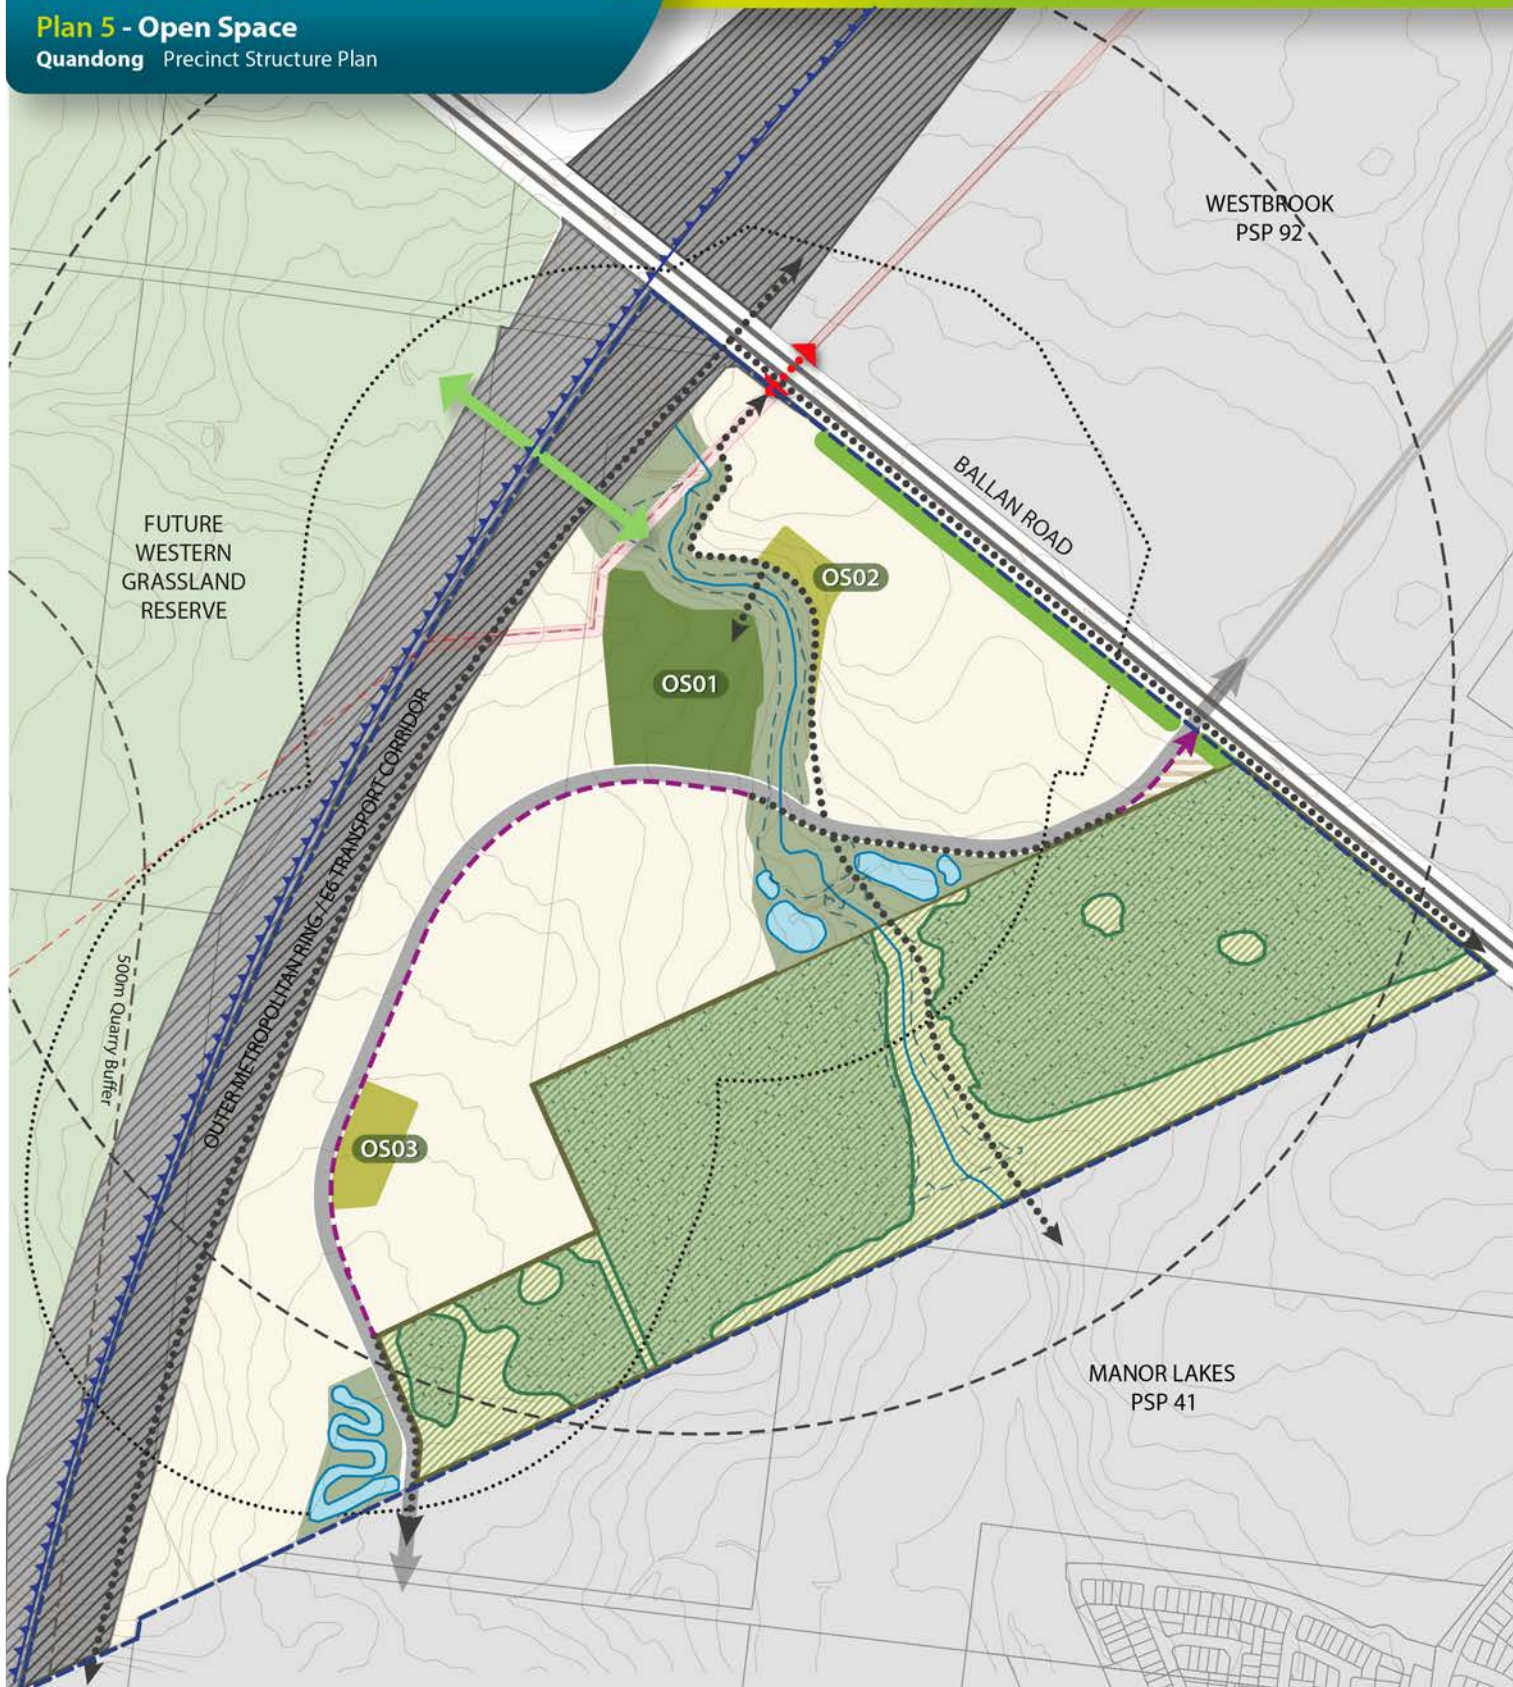 Plan 5 - Open Space
Quandong Precinct Structure Plan
WESTBROOK
PSP 92
BALLAN ROAD
FUTURE
WESTERN
GRASSLAND
RESERVE
OS02
OS01
OUTER METROPOLITAN RING / E6 TRANSPORT CORRIDOR
500m Quarry Buffer
OS03
MANOR LAKES
PSP 41